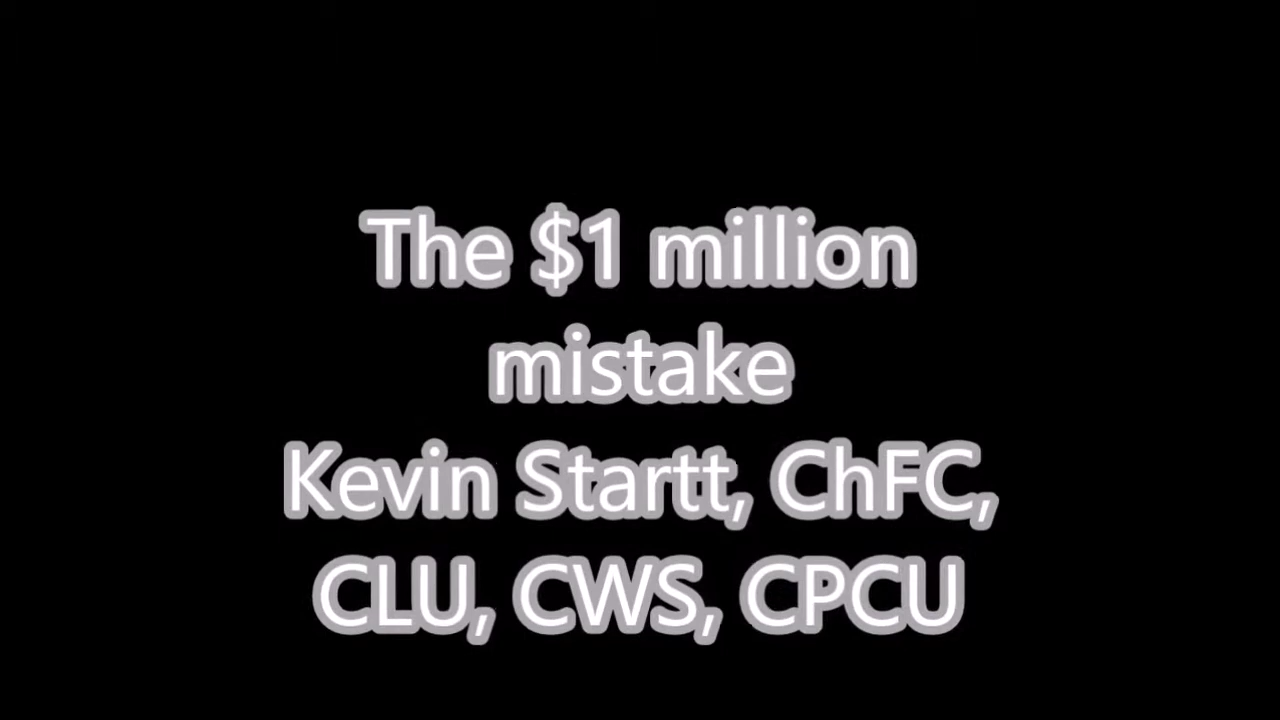 The $1 million
mistake
Kevin Startt, ChFC,
CLU, CWS, CPCU